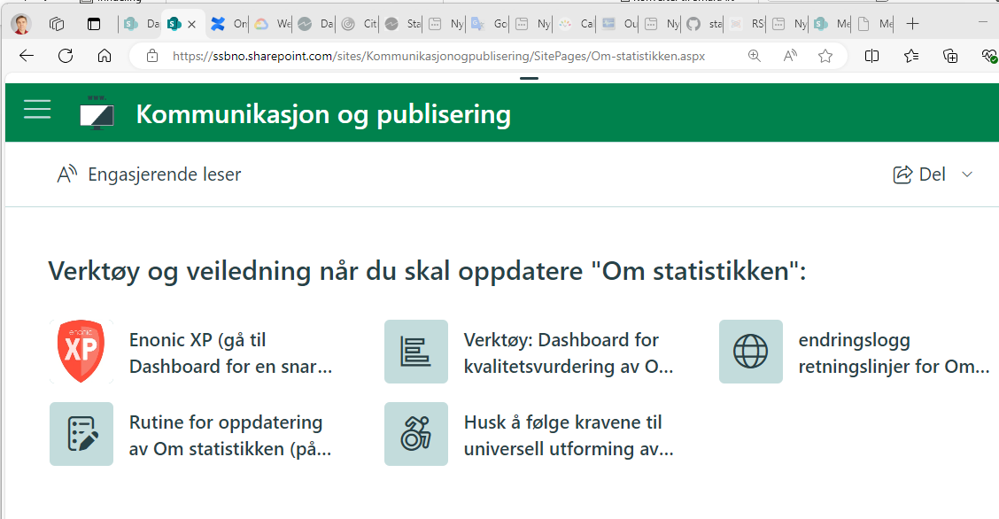 Da
On
We
Da
Cit
Sta
Ny
Go
Ny
Cal
Ou
Ny
sta
RS
Ny
Me
Me
https://ssbno.sharepoint.com/sites/Kommunikasjonogpublisering/SitePages/Om-statistikken.aspx
Kommunikasjon og publisering
Engasjerende leser
Del
Verktøy og veiledning når du skal oppdatere "Om statistikken":
enonic
XP
Enonic XP (gå til
Dashboard for en snar...
Verktøy: Dashboard for
kvalitetsvurdering av O...
endringslogg
retningslinjer for Om...
Rutine for oppdatering
av Om statistikken (på...
Husk å følge kravene til
universell utforming av...